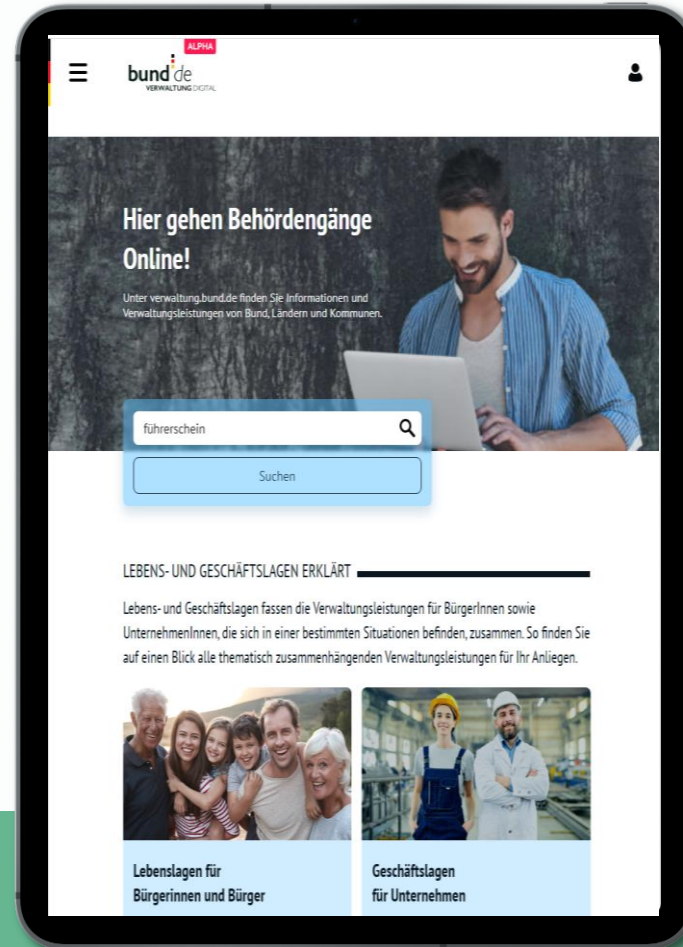 ALPHA
bund.de
VERWALTUNG DIGITAL
Hier gehen Behördengänge
Online!
Unter verwaltung.bund.de finden Sie Informationen und
Verwaltungsleistungen von Bund, Ländern und Kommunen.
führerschein
Suchen
LEBENS- UND GESCHÄFTSLAGEN ERKLÄRT
Lebens- und Geschäftslagen fassen die Verwaltungsleistungen für BürgerInnen sowie
UnternehmenInnen, die sich in einer bestimmten Situationen befinden, zusammen. So finden Sie
auf einen Blick alle thematisch zusammenhängenden Verwaltungsleistungen für Ihr Anliegen.
Lebenslagen für
Bürgerinnen und Bürger
Geschäftslagen
für Unternehmen